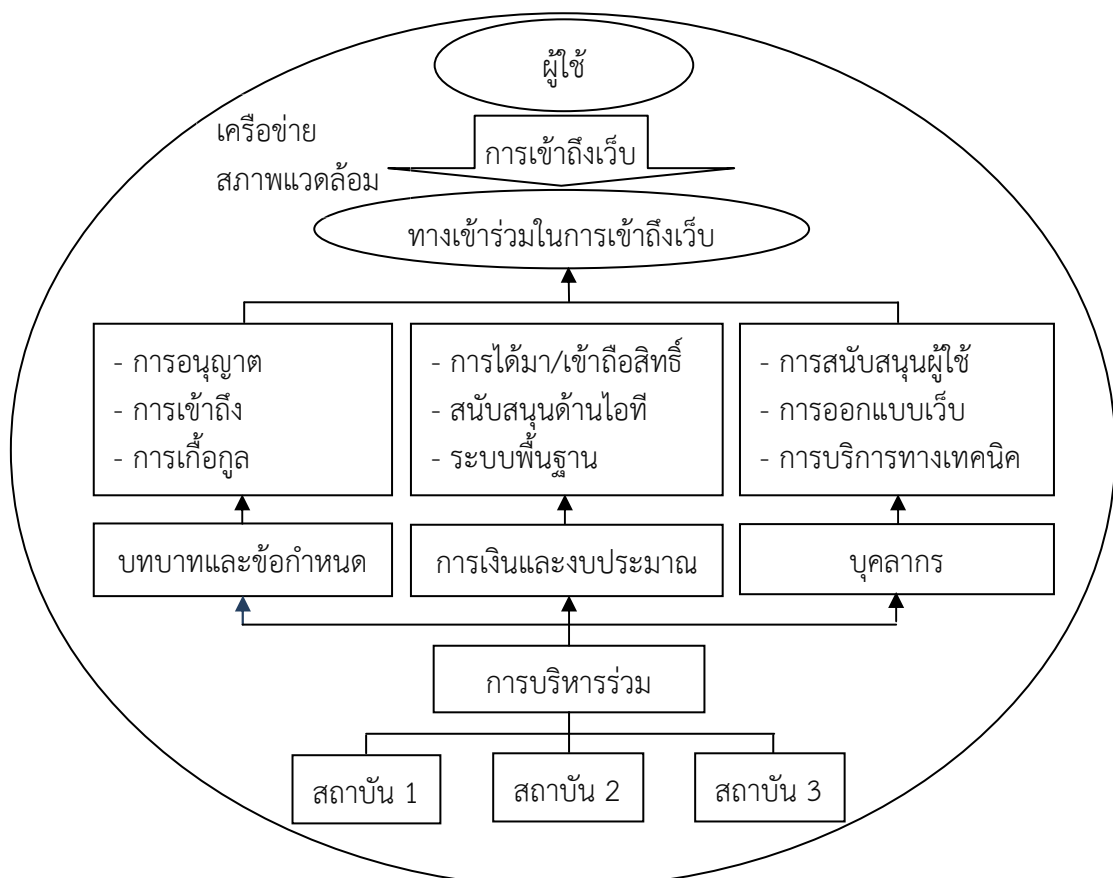 ผู้ใช้
เครือข่าย
สภาพแวดล้อม
การเข้าถึงเว็บ
ทางเข้าร่วมในการเข้าถึงเว็บ
- การอนุญาต
- การเข้าถึง
- การเกื้อกูล
- การได้มา/เข้าถือสิทธิ์
- สนับสนุนด้านไอที
- ระบบพื้นฐาน
- การสนับสนุนผู้ใช้
- การออกแบบเว็บ
- การบริการทางเทคนิค
บทบาทและข้อกำหนด
การเงินและงบประมาณ
บุคลากร
การบริหารร่วม
สถาบัน 1
สถาบัน 2
สถาบัน 3